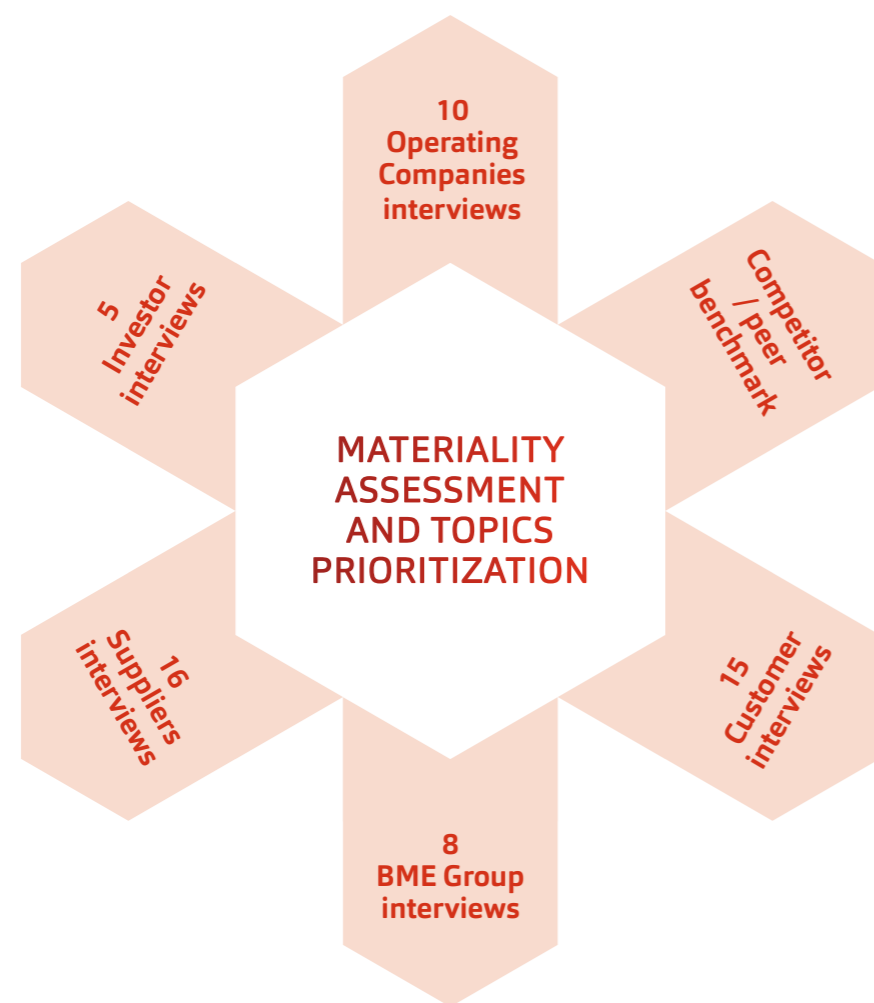 10
Operating
Companies
interviews
Competitor
/ peer
benchmark
15
Customer
interviews
8
BME Group
interviews
16
Suppliers
interviews
5
Investor
interviews
MATERIALITY
ASSESSMENT
AND TOPICS
PRIORITIZATION